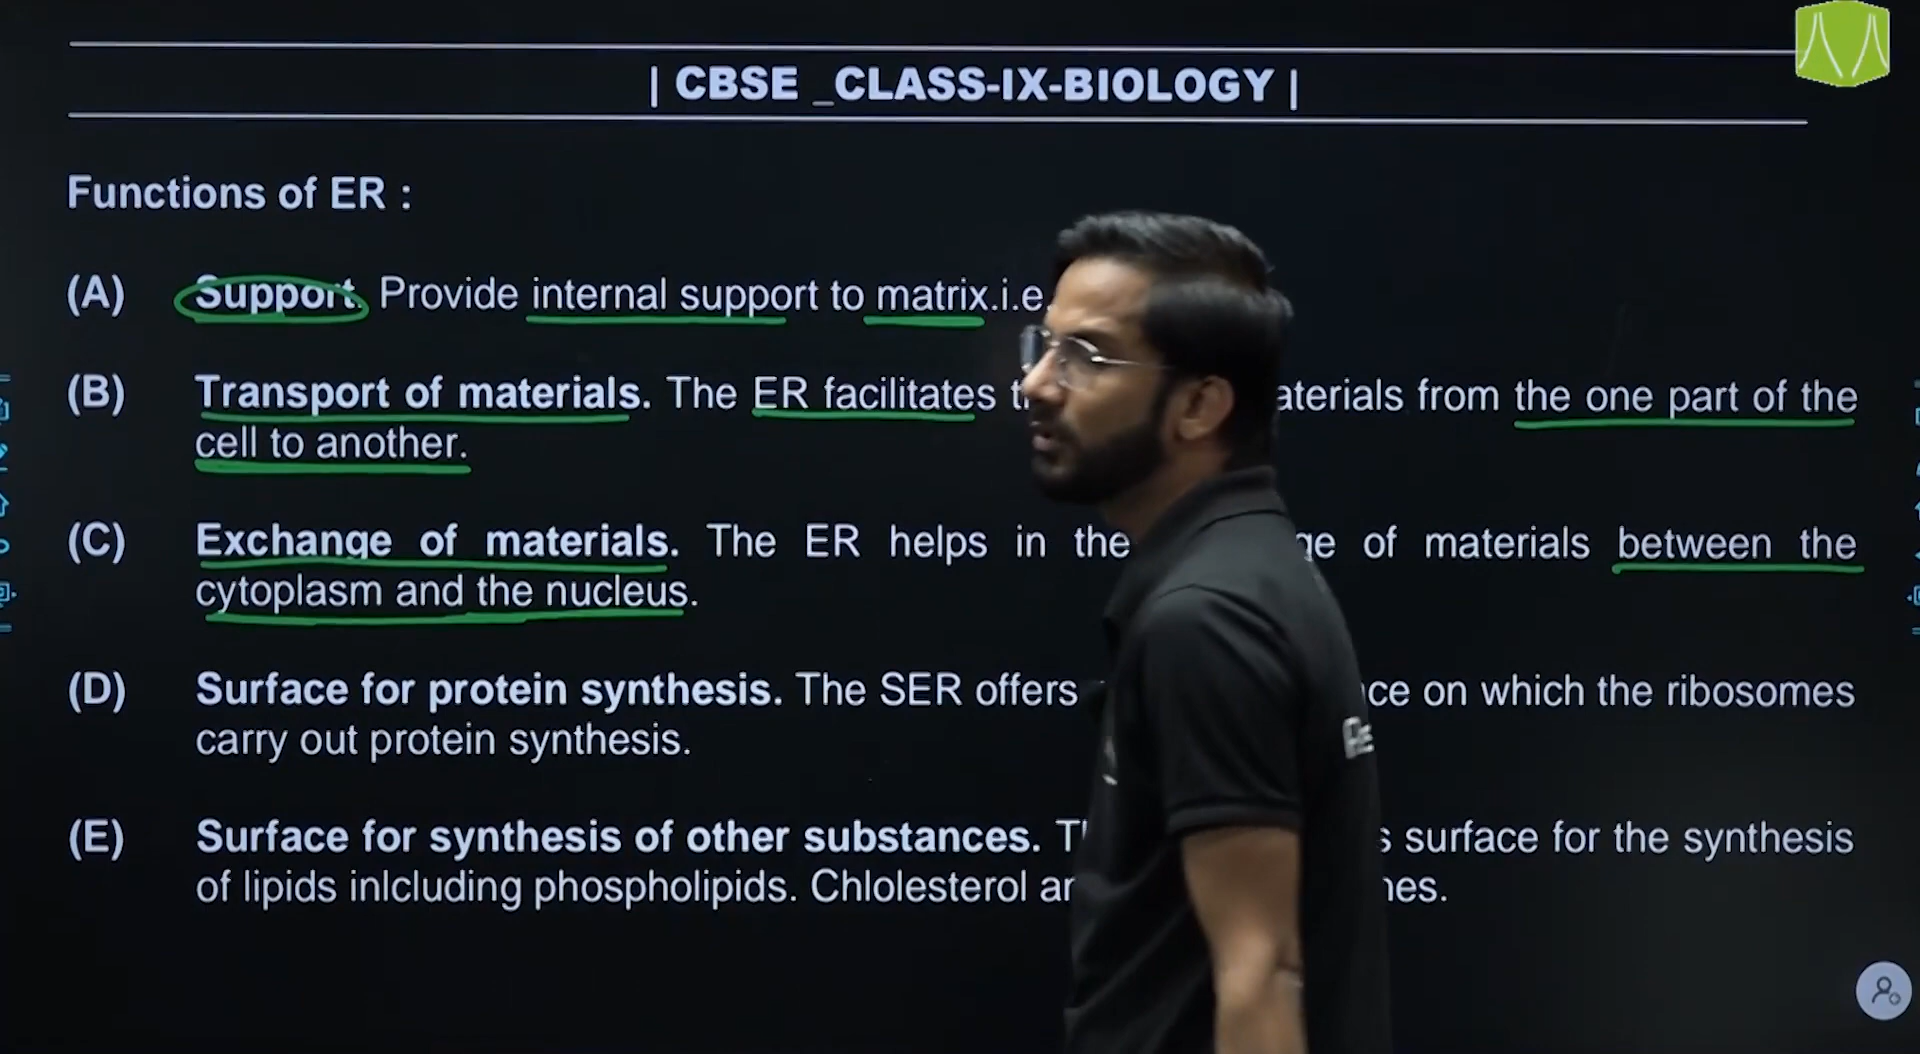 | CBSE _CLASS-IX-BIOLOGY |
Functions of ER :
(A) Support. Provide internal support to matrix.i.e.
(B) Transport of materials. The ER facilitates from the one part of the
cell to another.
(C) Exchange of materials. The ER helps in the of materials between the
cytoplasm and the nucleus.
(D) Surface for protein synthesis. The SER offers on which the ribosomes
carry out protein synthesis.
(E) Surface for synthesis of other substances. surface for the synthesis
of lipids inlcluding phospholipids. Chlolesterol